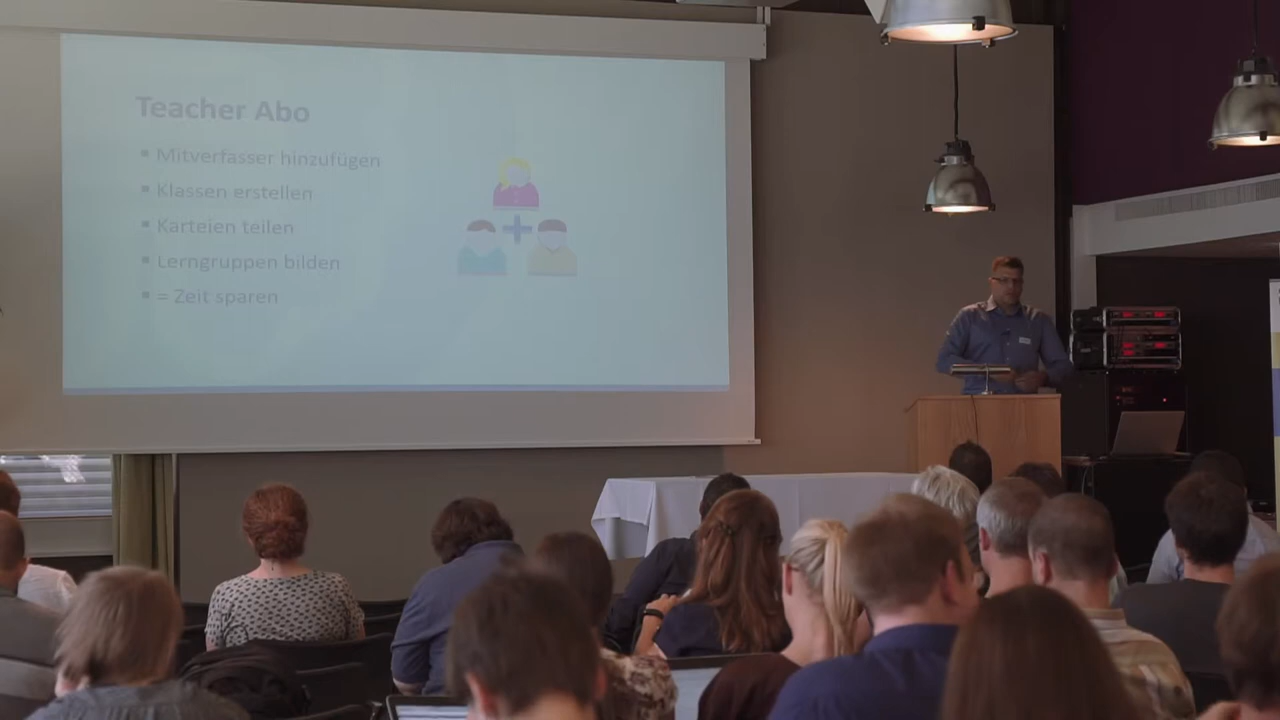 Teacher Abo
▪ Mitverfasser hinzufügen
▪ Klassen erstellen
▪ Karteien teilen
▪ Lerngruppen bilden
▪ = Zeit sparen